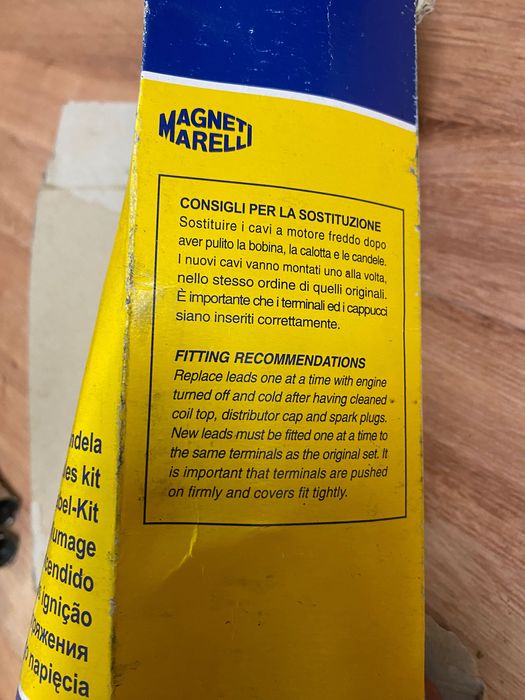 MAGNETI
MARELLI
CONSIGLI PER LA SOSTITUZIONE
Sostituire i cavi a motore freddo dopo
aver pulito la bobina, la calotta e le candele.
I nuovi cavi vanno montati uno alla volta,
nello stesso ordine di quelli originali.
È importante che i terminali ed i cappucci
siano inseriti correttamente.
FITTING RECOMMENDATIONS
Replace leads one at a time with engine
turned off and cold after having cleaned
coil top, distributor cap and spark plugs.
New leads must be fitted one at a time to
the same terminals as the original set. It
is important that terminals are pushed
on firmly and covers fit tightly.
ndela
es kit
bel-Kit
umage
cendido
ignição
ряжения
napięcia